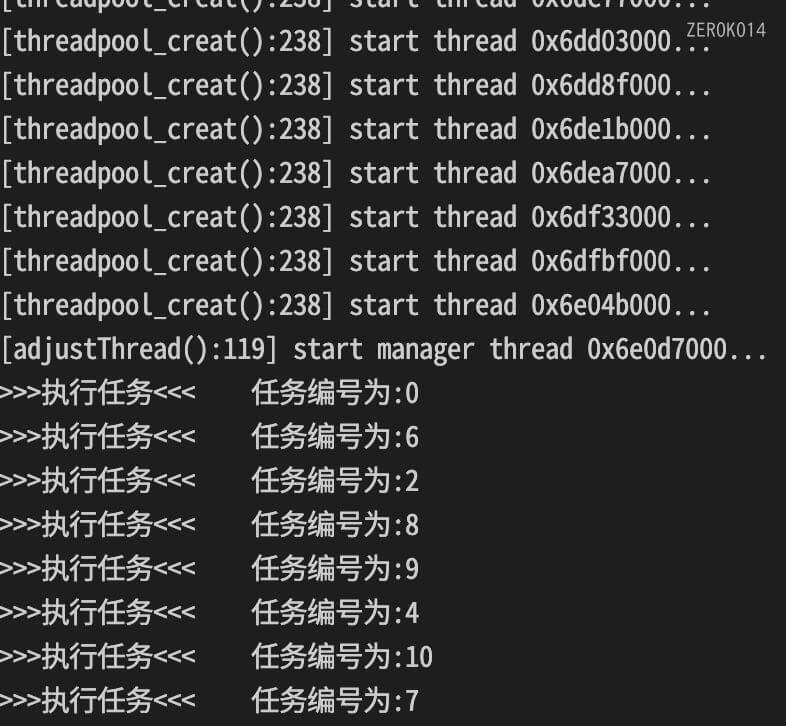 [threadpool_creat():238] start thread 0x6dc77000...
[threadpool_creat():238] start thread 0x6dd03000...
ZEROK014
[threadpool_creat():238] start thread 0x6dd8f000...
[threadpool_creat():238] start thread 0x6de1b000...
[threadpool_creat():238] start thread 0x6dea7000...
[threadpool_creat():238] start thread 0x6df33000...
[threadpool_creat():238] start thread 0x6dfbf000...
[threadpool_creat():238] start thread 0x6e04b000...
[adjustThread():119] start manager thread 0x6e0d7000...
>>>执行任务<<<    任务编号为:0
>>>执行任务<<<    任务编号为:6
>>>执行任务<<<    任务编号为:2
>>>执行任务<<<    任务编号为:8
>>>执行任务<<<    任务编号为:9
>>>执行任务<<<    任务编号为:4
>>>执行任务<<<    任务编号为:10
>>>执行任务<<<    任务编号为:7